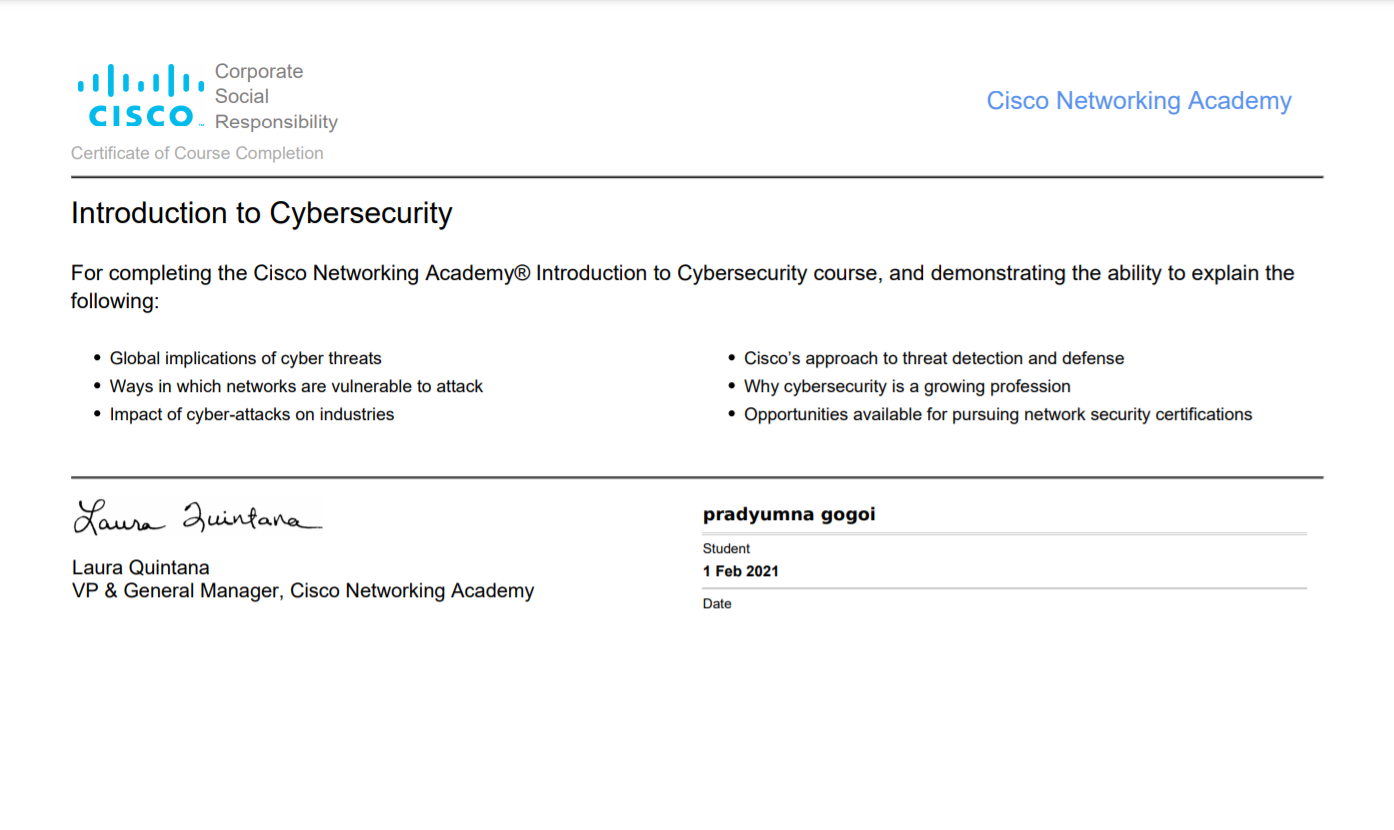 Corporate
Social
CISCO™ Responsibility
Cisco Networking Academy
Certificate of Course Completion
Introduction to Cybersecurity
For completing the Cisco Networking Academy® Introduction to Cybersecurity course, and demonstrating the ability to explain the
following:
• Global implications of cyber threats
• Ways in which networks are vulnerable to attack
• Impact of cyber-attacks on industries
• Cisco’s approach to threat detection and defense
• Why cybersecurity is a growing profession
• Opportunities available for pursuing network security certifications
Laura Quintana
Laura Quintana
VP & General Manager, Cisco Networking Academy
pradyumna gogoi
Student
1 Feb 2021
Date